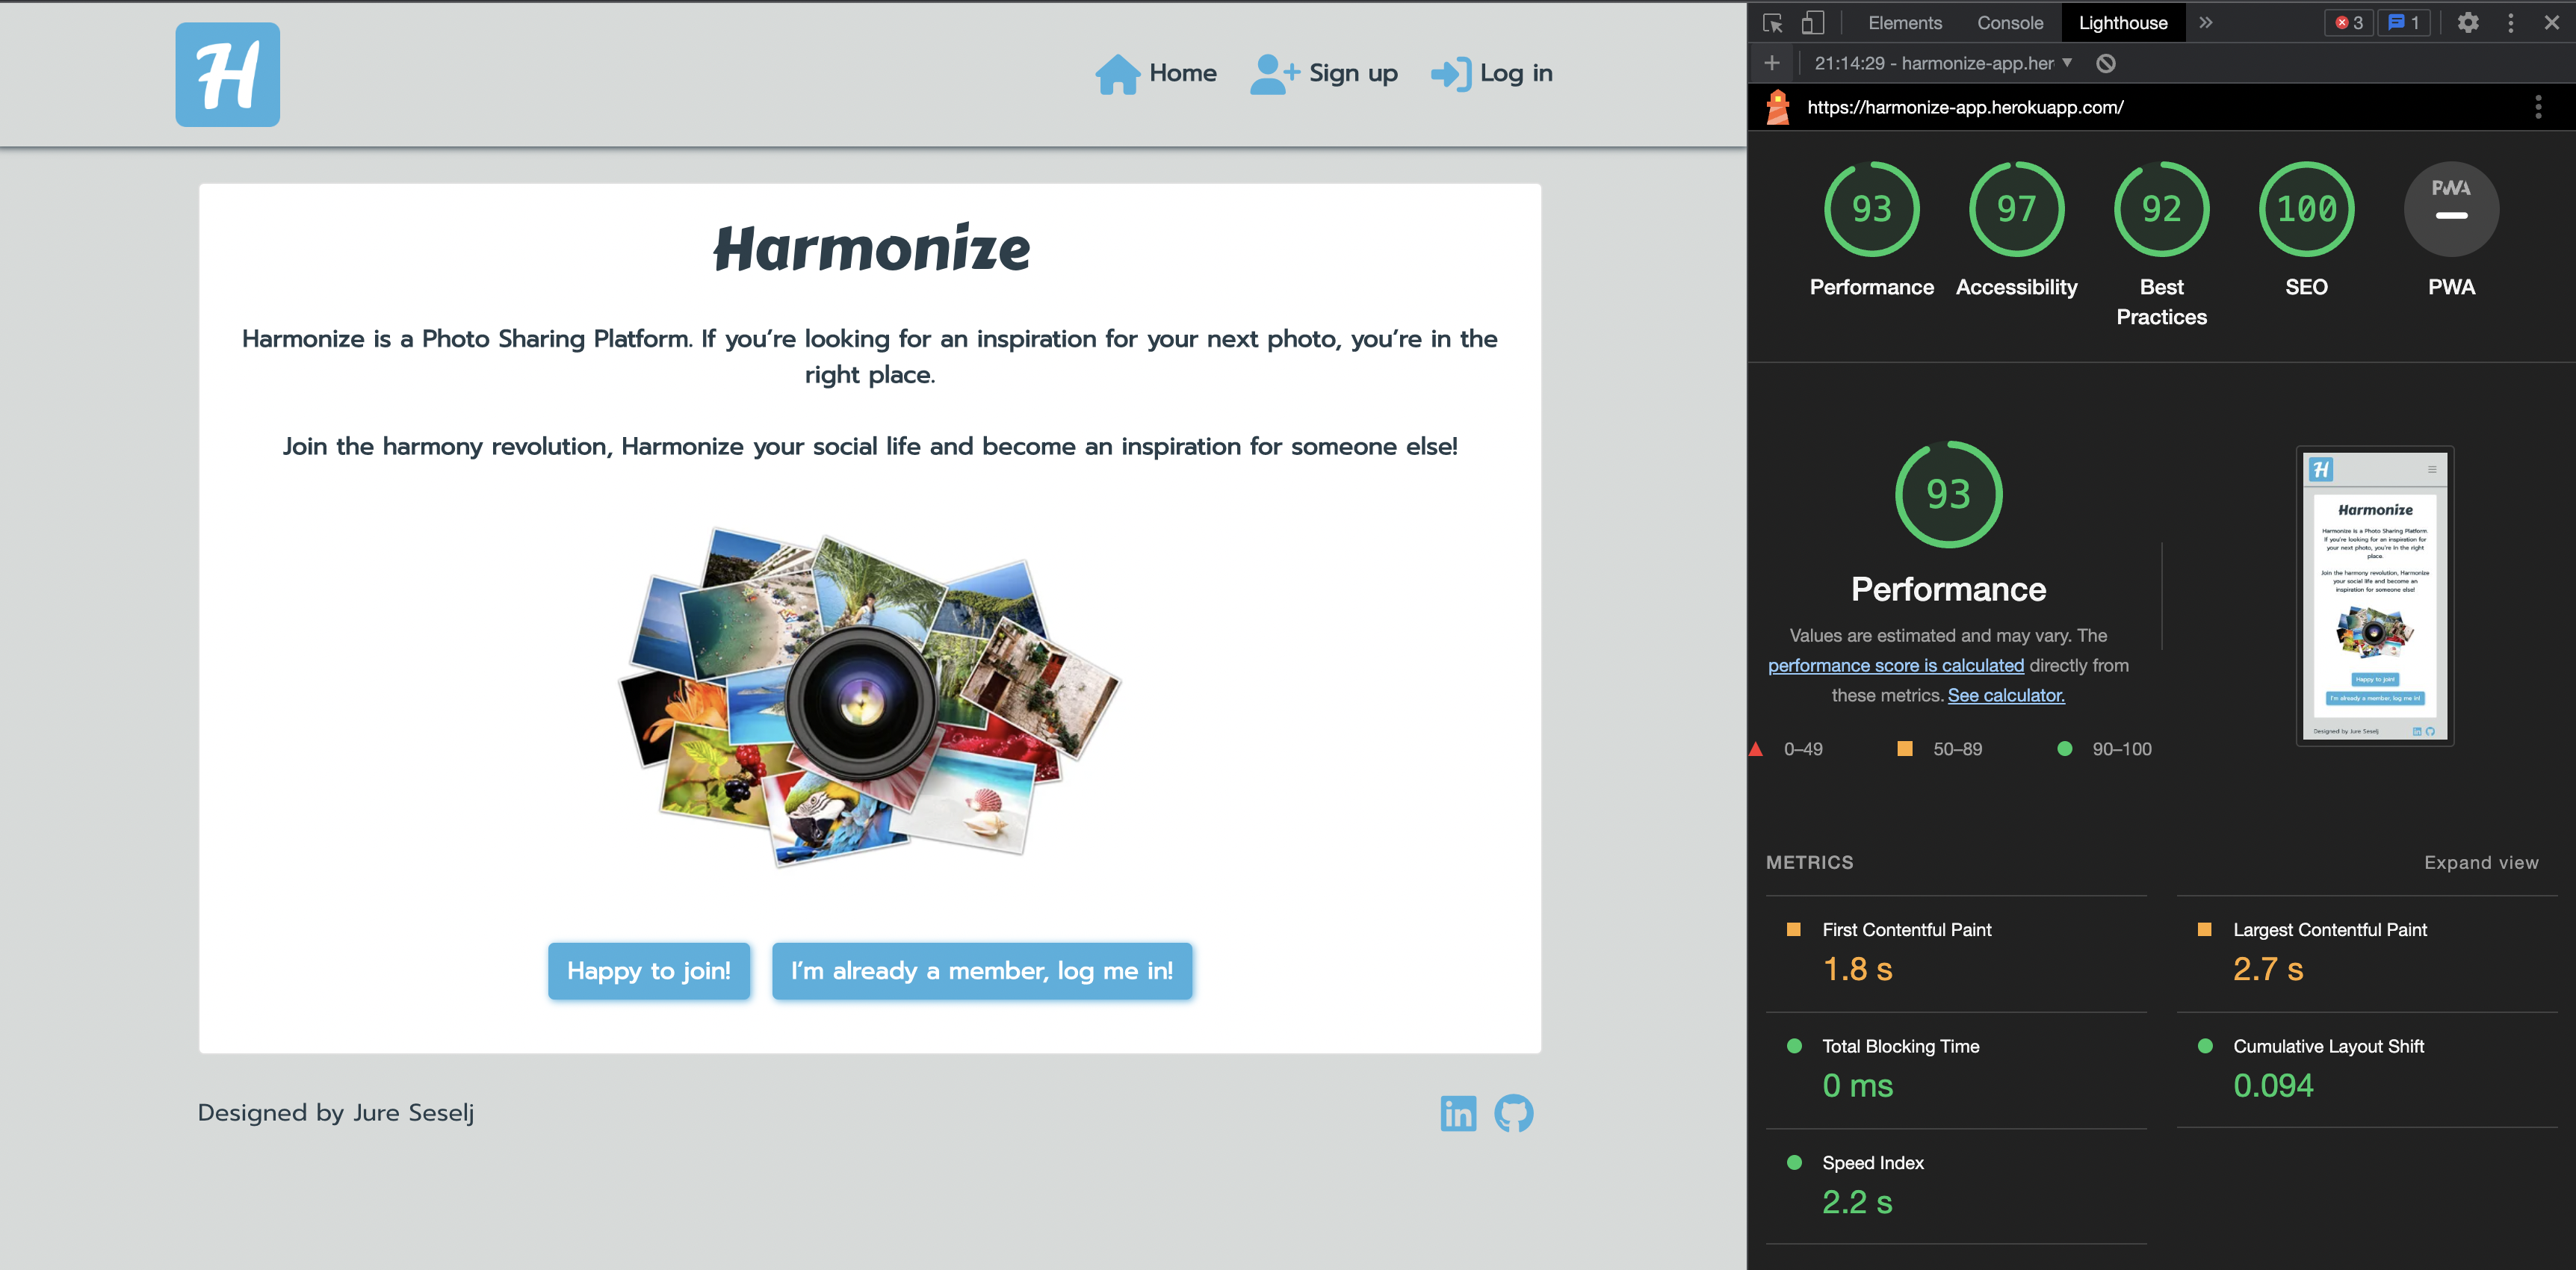 H
Home
Sign up
Log in
Harmonize
Harmonize is a Photo Sharing Platform. If you’re looking for an inspiration for your next photo, you’re in the
right place.
Join the harmony revolution, Harmonize your social life and become an inspiration for someone else!
Happy to join!
I’m already a member, log me in!
Designed by Jure Seselj
in
Elements
Console
Lighthouse
3
1
21:14:29 - harmonize-app.her
https://harmonize-app.herokuapp.com/
93
Performance
97
Accessibility
92
Best
Practices
100
SEO
PWA
PWA
93
Performance
Values are estimated and may vary. The
performance score is calculated directly from
these metrics. See calculator.
0–49
50–89
90–100
H
Harmonize
Harmonize is a Photo Sharing Platform
If you’re looking for an inspiration for
your next photo, you’re in the right
place.
Join the harmony revolution, Harmonize
your social life and become an
inspiration for someone else!
Happy to join!
I’m already a member, log me in!
Designed by Jure Seselj
in
METRICS
Expand view
First Contentful Paint
1.8 s
Largest Contentful Paint
2.7 s
Total Blocking Time
0 ms
Cumulative Layout Shift
0.094
Speed Index
2.2 s